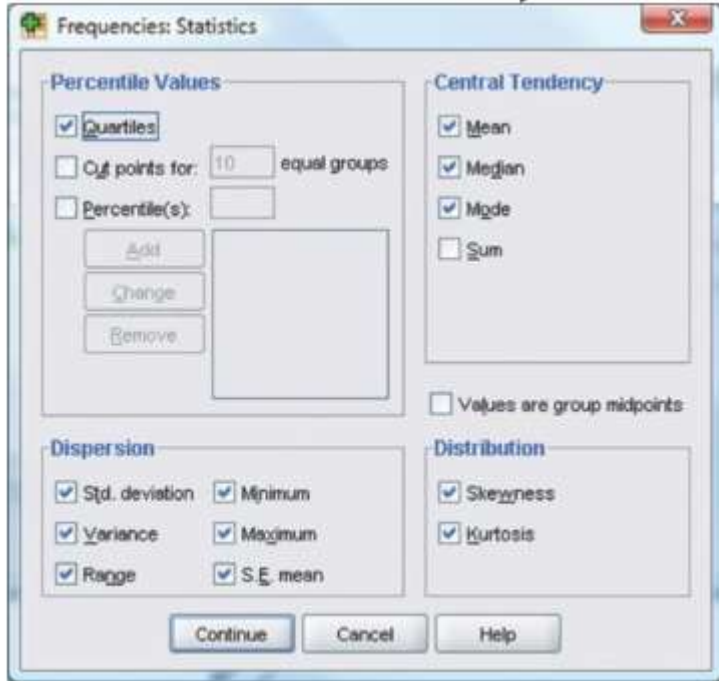 Frequencies: Statistics
Percentile Values
Quartiles
Cut points for: 10 equal groups
Percentile(s):
Add
Change
Remove
Central Tendency
Mean
Median
Mode
Sum
Values are group midpoints
Dispersion
Std. deviation Minimum
Variance Maximum
Range S.E. mean
Distribution
Skewness
Kurtosis
Continue Cancel Help